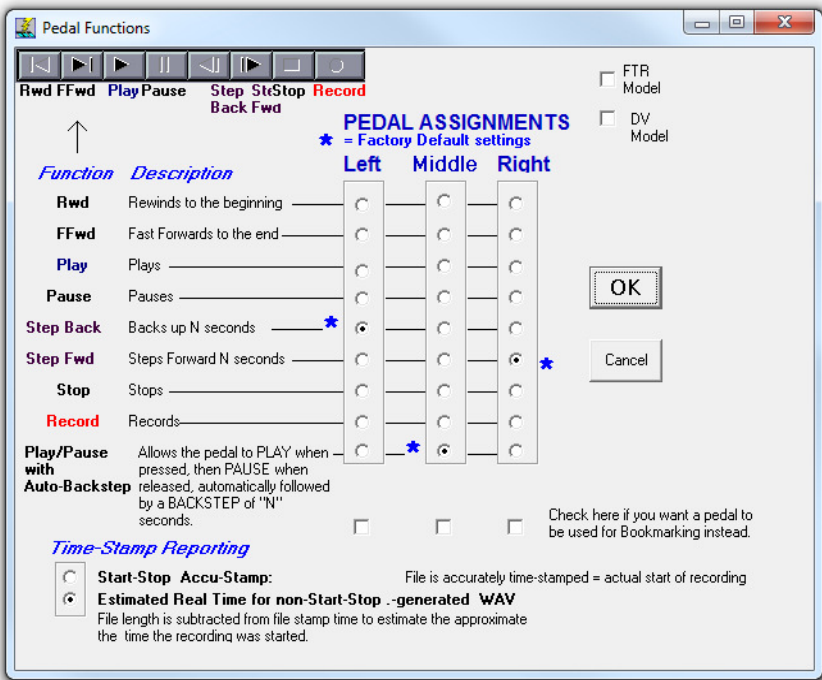 Pedal Functions
Rwd FFwd Play Pause Step Back Step Fwd Stop Record
FTR Model
DV Model
PEDAL ASSIGNMENTS
* = Factory Default settings
Function Description Left Middle Right
Rwd Rewinds to the beginning
FFwd Fast Forwards to the end
Play Plays
Pause Pauses
Step Back Backs up N seconds *
Step Fwd Steps Forward N seconds *
Stop Stops
Record Records
Play/Pause with Auto-Backstep
Allows the pedal to PLAY when
pressed, then PAUSE when
released, automatically followed
by a BACKSTEP of "N"
seconds.
*
OK
Cancel
Check here if you want a pedal to
be used for Bookmarking instead.
Time-Stamp Reporting
Start-Stop Accu-Stamp: File is accurately time-stamped = actual start of recording
Estimated Real Time for non-Start-Stop .-generated WAV
File length is subtracted from file stamp time to estimate the approximate
the time the recording was started.